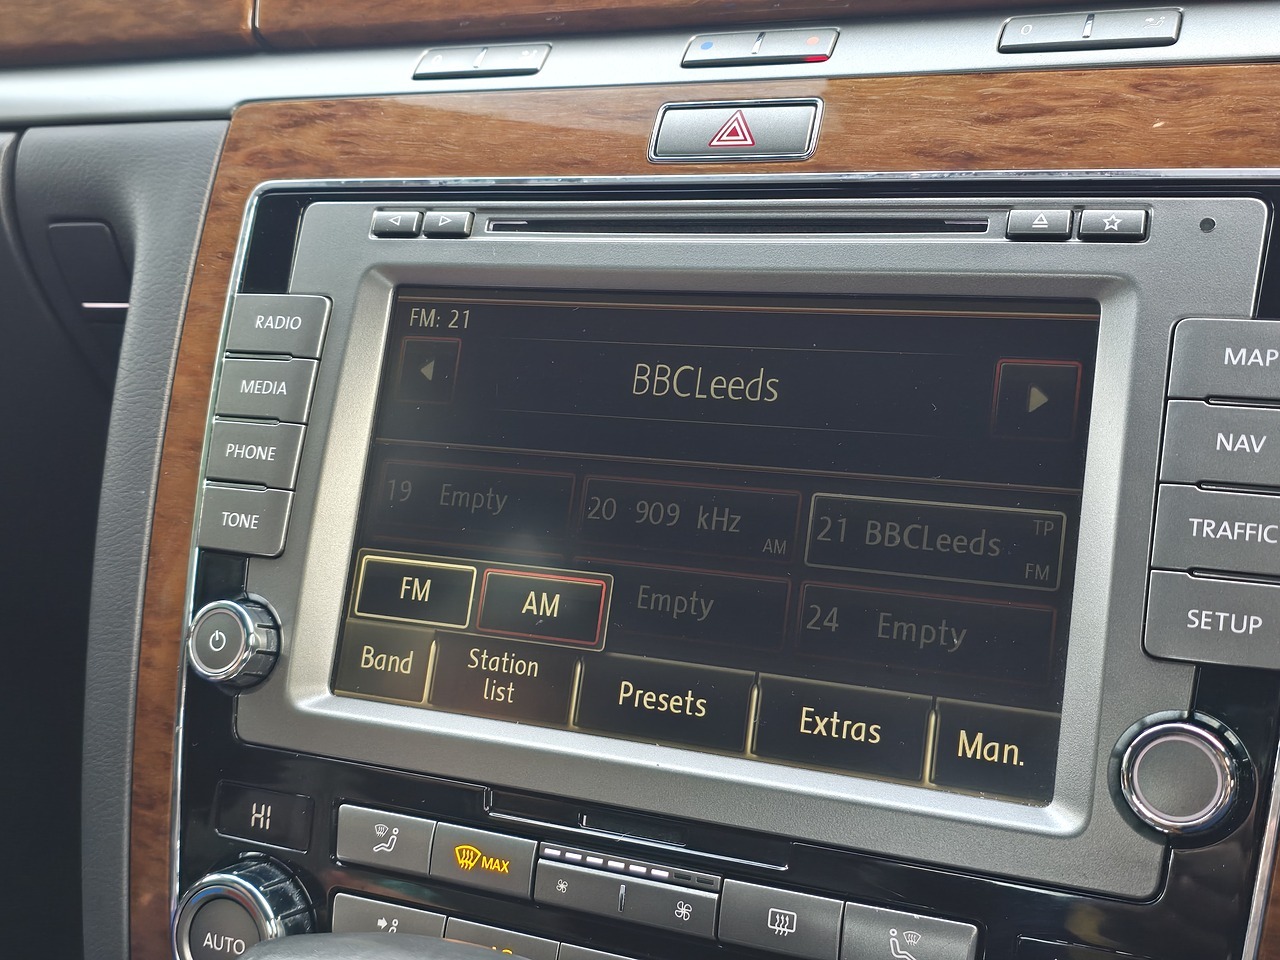 FM: 21
BBCLeeds
RADIO
MEDIA
PHONE
TONE
MAP
NAV
TRAFFIC
SETUP
19 Empty
20 909 kHz
AM
21 BBCLeeds
TP
FM
FM
AM
Empty
24 Empty
Band
Station
list
Presets
Extras
Man.
HI
MAX
AUTO